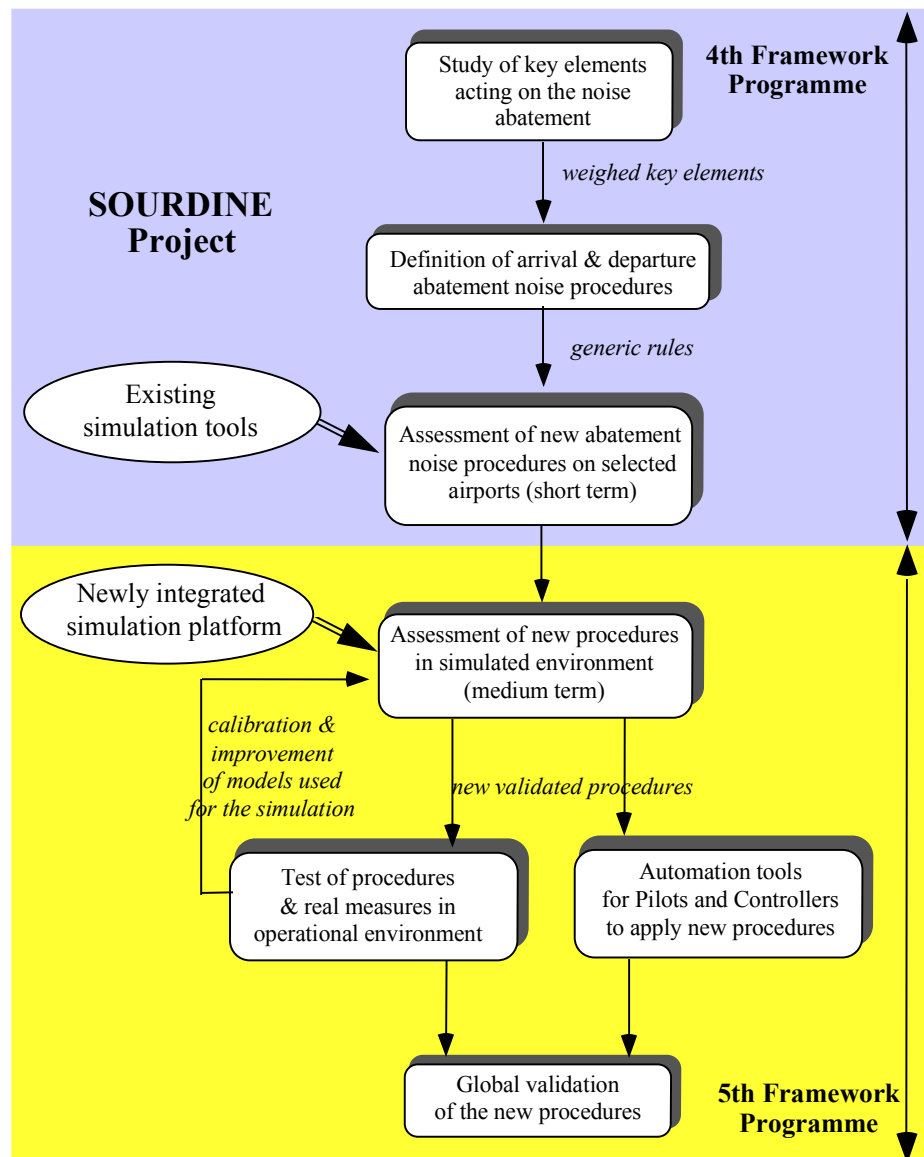 Study of key elements
acting on the noise
abatement
4th Framework
Programme
weighed key elements
SOURDINE
Project
Definition of arrival & departure
abatement noise procedures
generic rules
Existing
simulation tools
Assessment of new abatement
noise procedures on selected
airports (short term)
Newly integrated
simulation platform
Assessment of new procedures
in simulated environment
(medium term)
calibration &
improvement
of models used
for the simulation
new validated procedures
Test of procedures
& real measures in
operational environment
Automation tools
for Pilots and Controllers
to apply new procedures
Global validation
of the new procedures
5th Framework
Programme